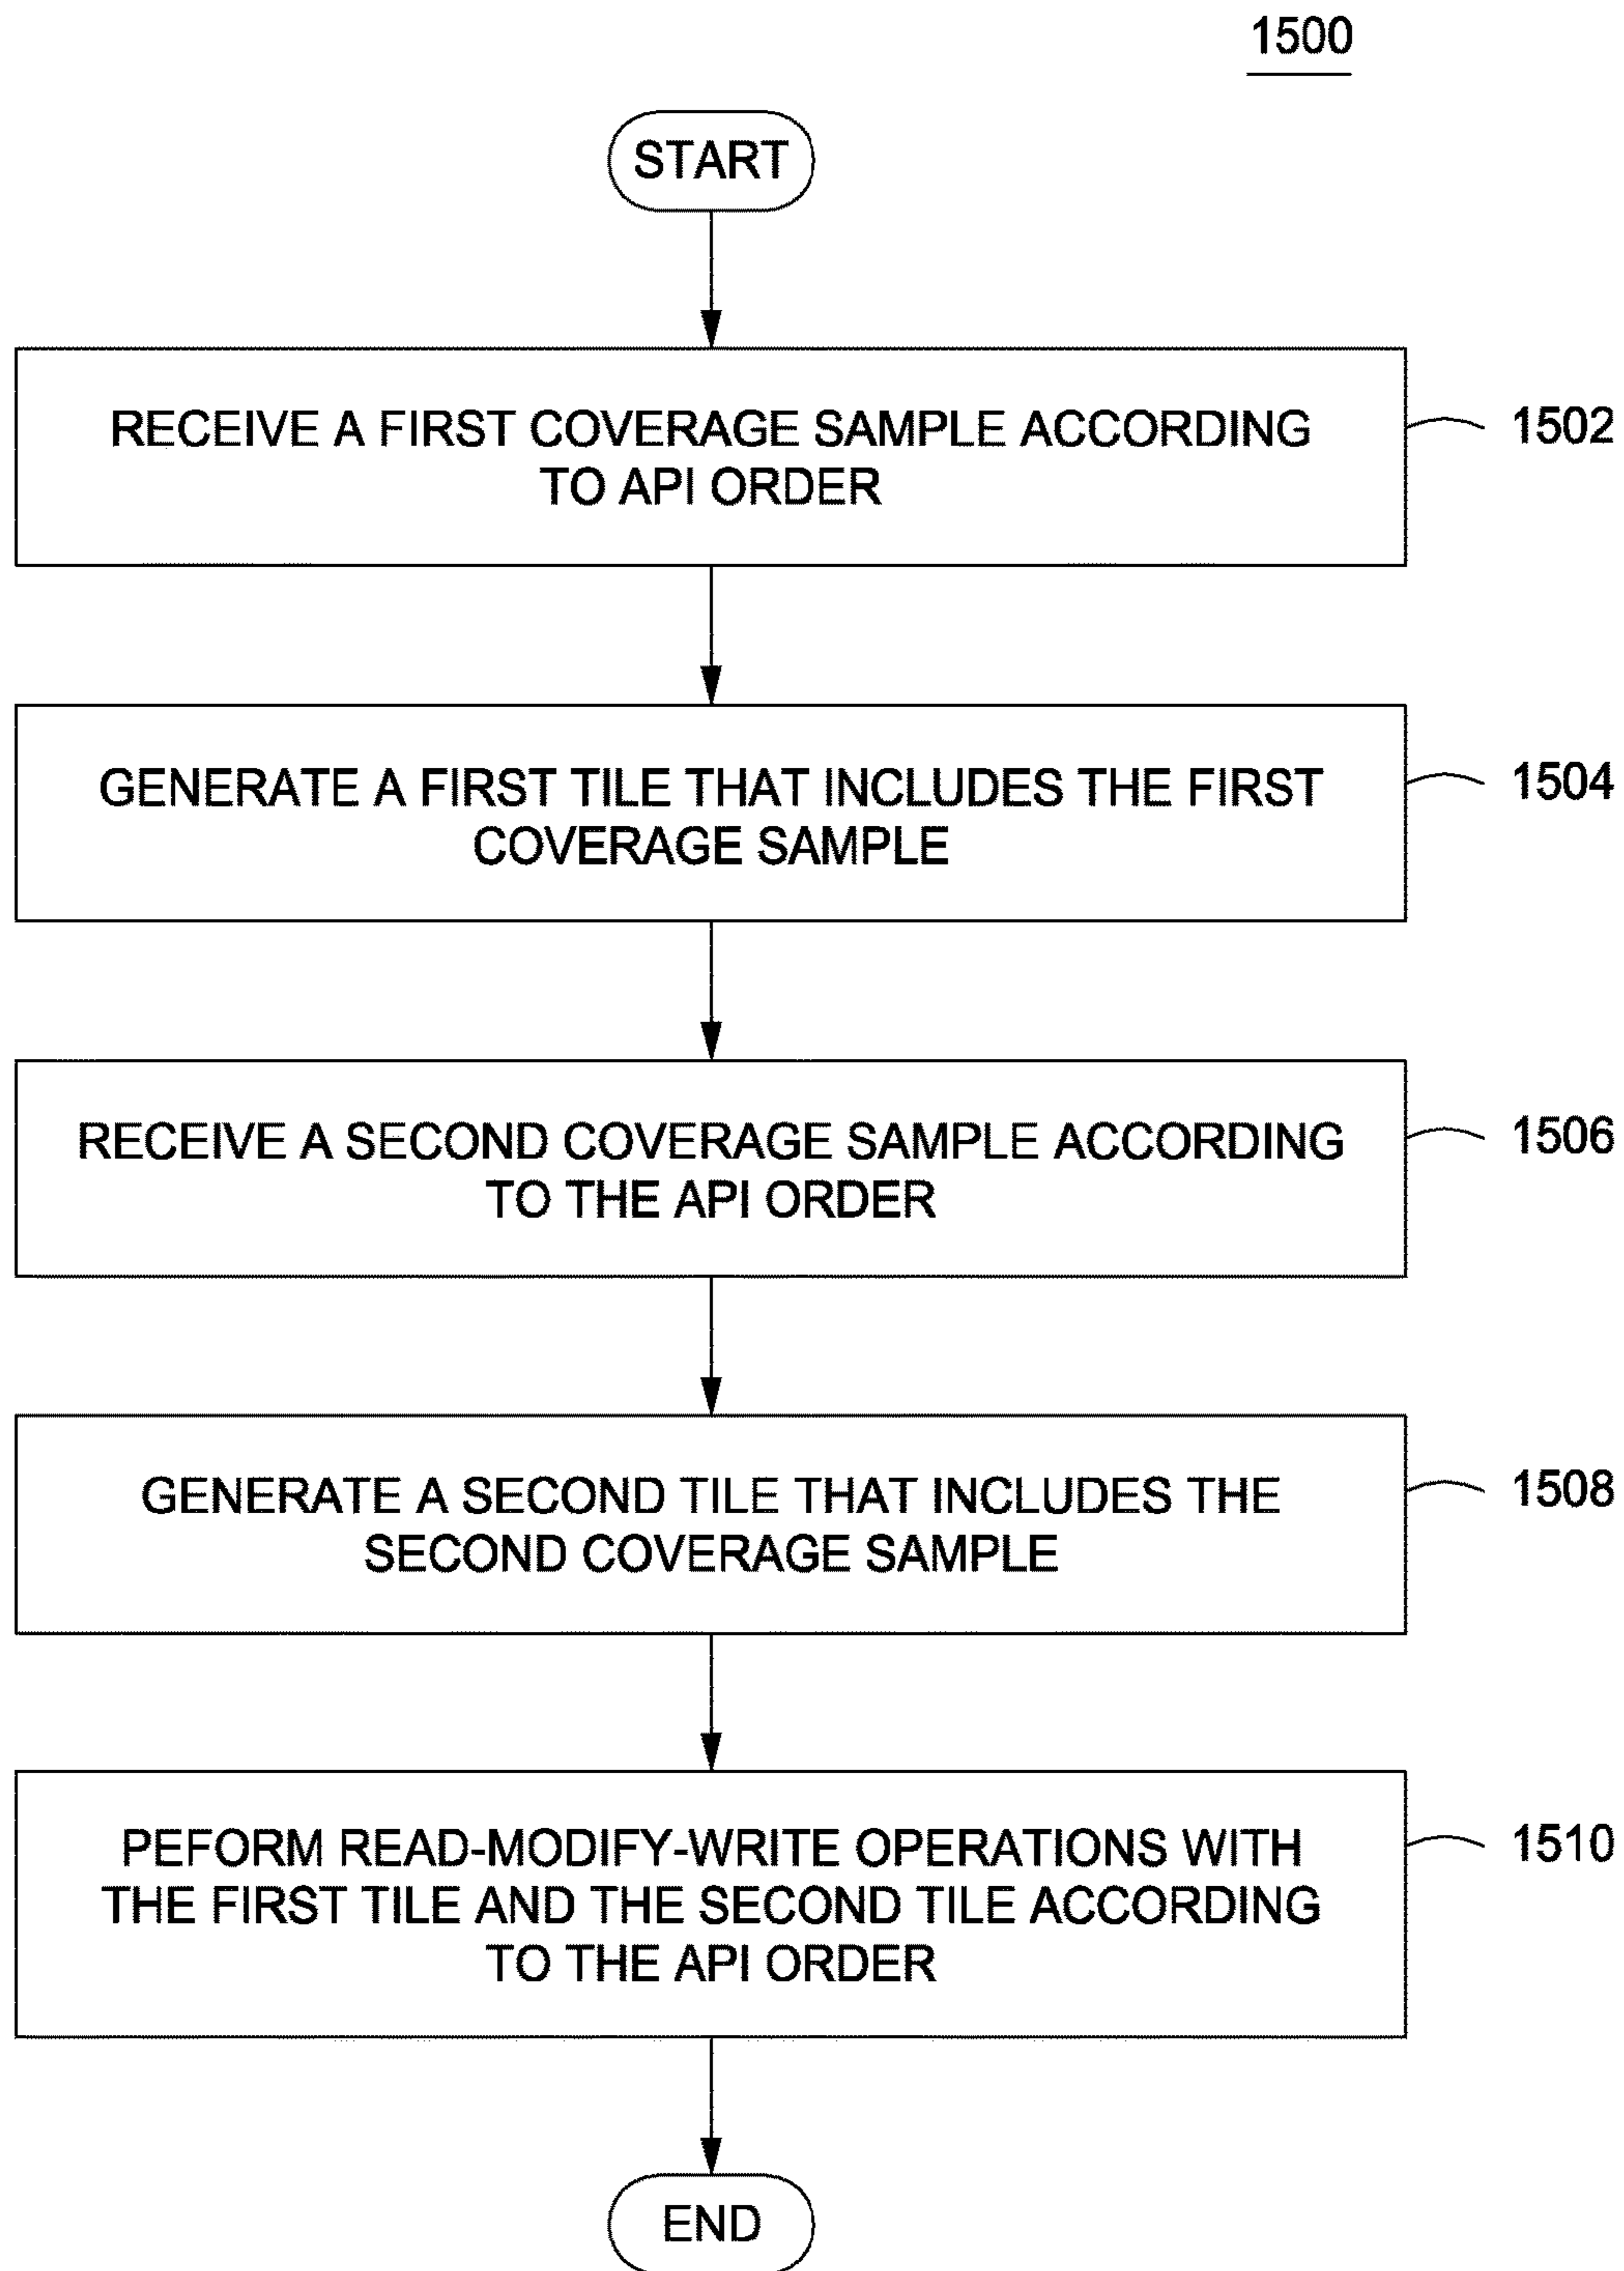 1500
START
RECEIVE A FIRST COVERAGE SAMPLE ACCORDING
TO API ORDER
1502
GENERATE A FIRST TILE THAT INCLUDES THE FIRST
COVERAGE SAMPLE
1504
RECEIVE A SECOND COVERAGE SAMPLE ACCORDING
TO THE API ORDER
1506
GENERATE A SECOND TILE THAT INCLUDES THE
SECOND COVERAGE SAMPLE
1508
PEFORM READ-MODIFY-WRITE OPERATIONS WITH
THE FIRST TILE AND THE SECOND TILE ACCORDING
TO THE API ORDER
1510
END